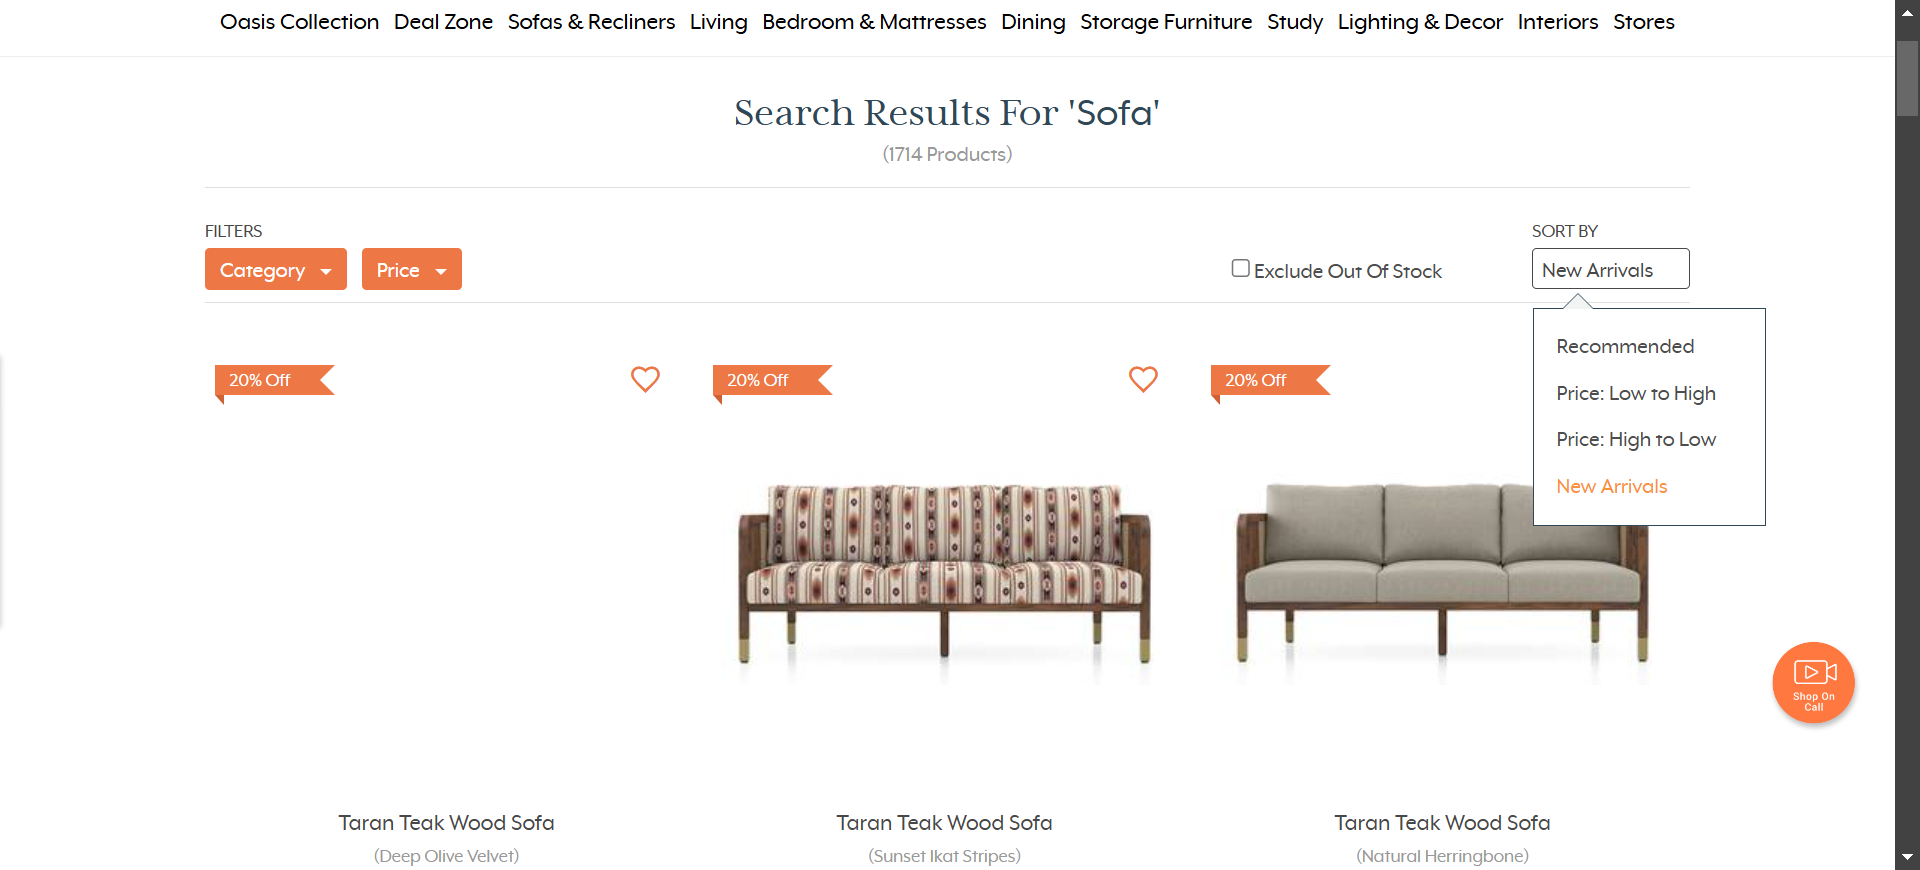 Oasis Collection Deal Zone Sofas & Recliners Living Bedroom & Mattresses Dining Storage Furniture Study Lighting & Decor Interiors Stores
Search Results For 'Sofa'
(1714 Products)
FILTERS
SORT BY
Category
Price
Exclude Out Of Stock
New Arrivals
Recommended
Price: Low to High
Price: High to Low
New Arrivals
20% Off
20% Off
20% Off
Shop On
Call
Taran Teak Wood Sofa
(Deep Olive Velvet)
Taran Teak Wood Sofa
(Sunset Ikat Stripes)
Taran Teak Wood Sofa
(Natural Herringbone)